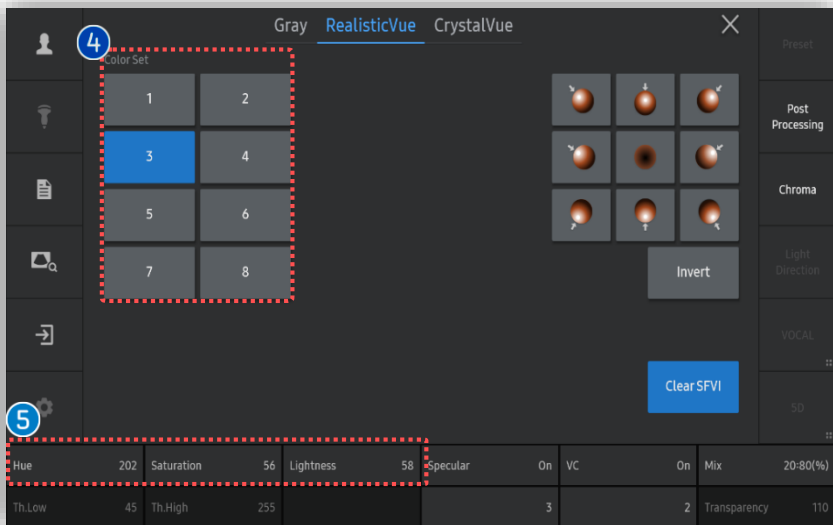 Gray RealisticVue CrystalVue
4
Color Set
1 2
3 4
5 6
7 8
Invert
Clear SFVI
Preset
Post
Processing
Chroma
Light
Direction
VOCAL
5D
5
Hue 202 Saturation 56 Lightness 58 Specular On VC On Mix 20:80(%)
Th.Low 45 Th.High 255 3 2 Transparency 110